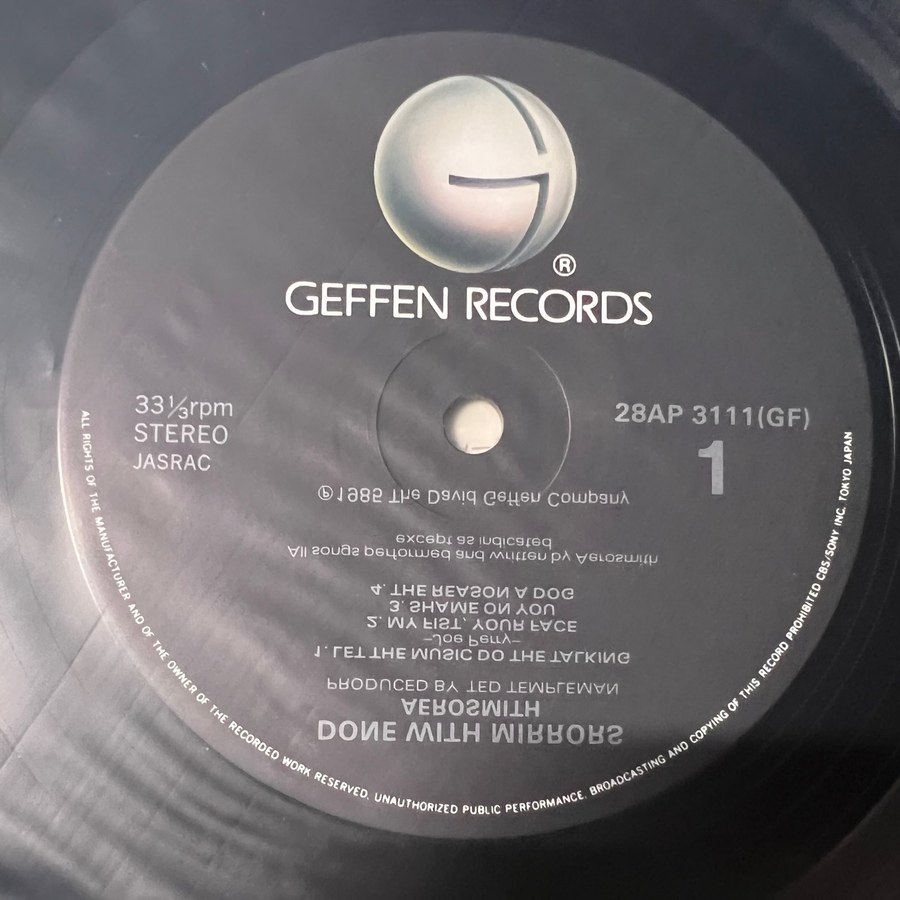 ®
GEFFEN RECORDS
33⅓rpm
STEREO
JASRAC
28AP 3111(GF)
1
℗1985 The David Geffen Company
except as indicated
All songs performed and written by Aerosmith
4. THE REASON A DOG
3. SHAME ON YOU
2. MY FIST, YOUR FACE
–Joe Perry–
1. LET THE MUSIC DO THE TALKING
PRODUCED BY TED TEMPLEMAN
AEROSMITH
DONE WITH MIRRORS
ALL RIGHTS OF THE MANUFACTURER AND OF THE OWNER OF THE RECORDED WORK RESERVED. UNAUTHORIZED PUBLIC PERFORMANCE. BROADCASTING AND COPYING OF THIS RECORD PROHIBITED CBS/SONY INC. TOKYO JAPAN